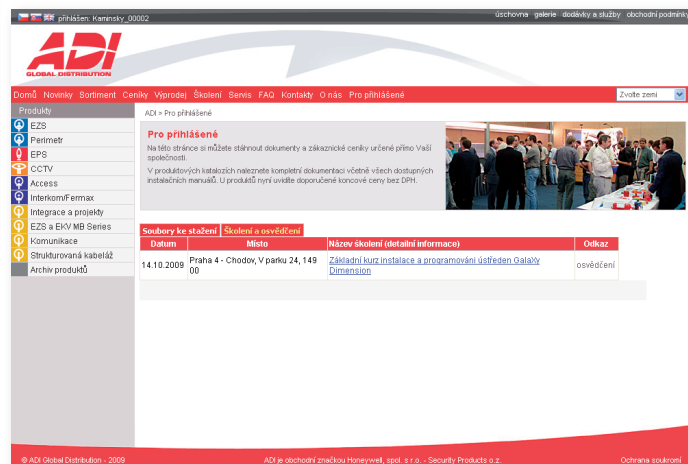 přihlášen: Kaminsky_00002
úschovna galerie dodávky a služby obchodní podmínky
ADI
GLOBAL DISTRIBUTION
Domů Novinky Sortiment Ceníky Výprodej Školení Servis FAQ Kontakty O nás Pro přihlášené
Zvolte zemi
Produkty
EZS
Perimetr
EPS
CCTV
Access
Interkom/Fermax
Integrace a projekty
EZS a EKV MB Series
Komunikace
Strukturovaná kabeláž
Archiv produktů
ADI > Pro přihlášené
Pro přihlášené
Na této stránce si můžete stáhnout dokumenty a zákaznické ceníky určené přímo Vaší
společnosti.
V produktových katalozích naleznete kompletní dokumentaci včetně všech dostupných
instalačních manuálů. U produktů nyní uvidíte doporučené koncové ceny bez DPH.
Soubory ke stažení Školení a osvědčení
Datum Místo Název školení (detailní informace) Odkaz
14.10.2009 Praha 4 - Chodov, V parku 24, 149 00 Základní kurz instalace a programování ústředen GalaXy Dimension osvědčení
© ADI Global Distribution - 2009
ADI je obchodní značkou Honeywell, spol. s r.o. - Security Products o.z.
Ochrana soukromí